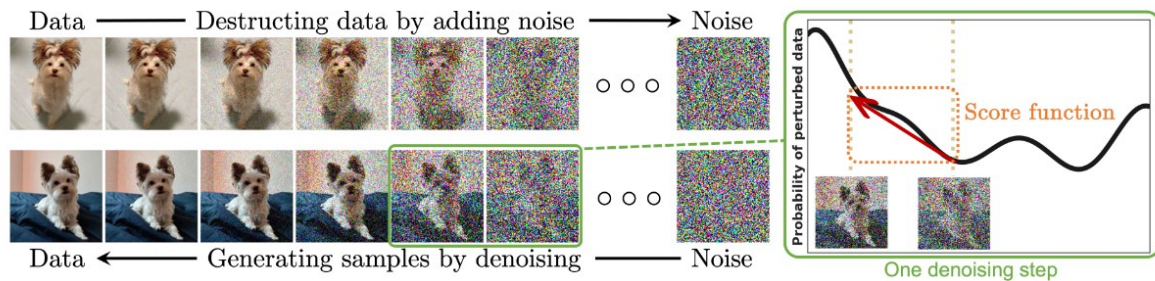 Data Destructing data by adding noise Noise
Probability of perturbed data
Score function
Data Generating samples by denoising Noise
One denoising step